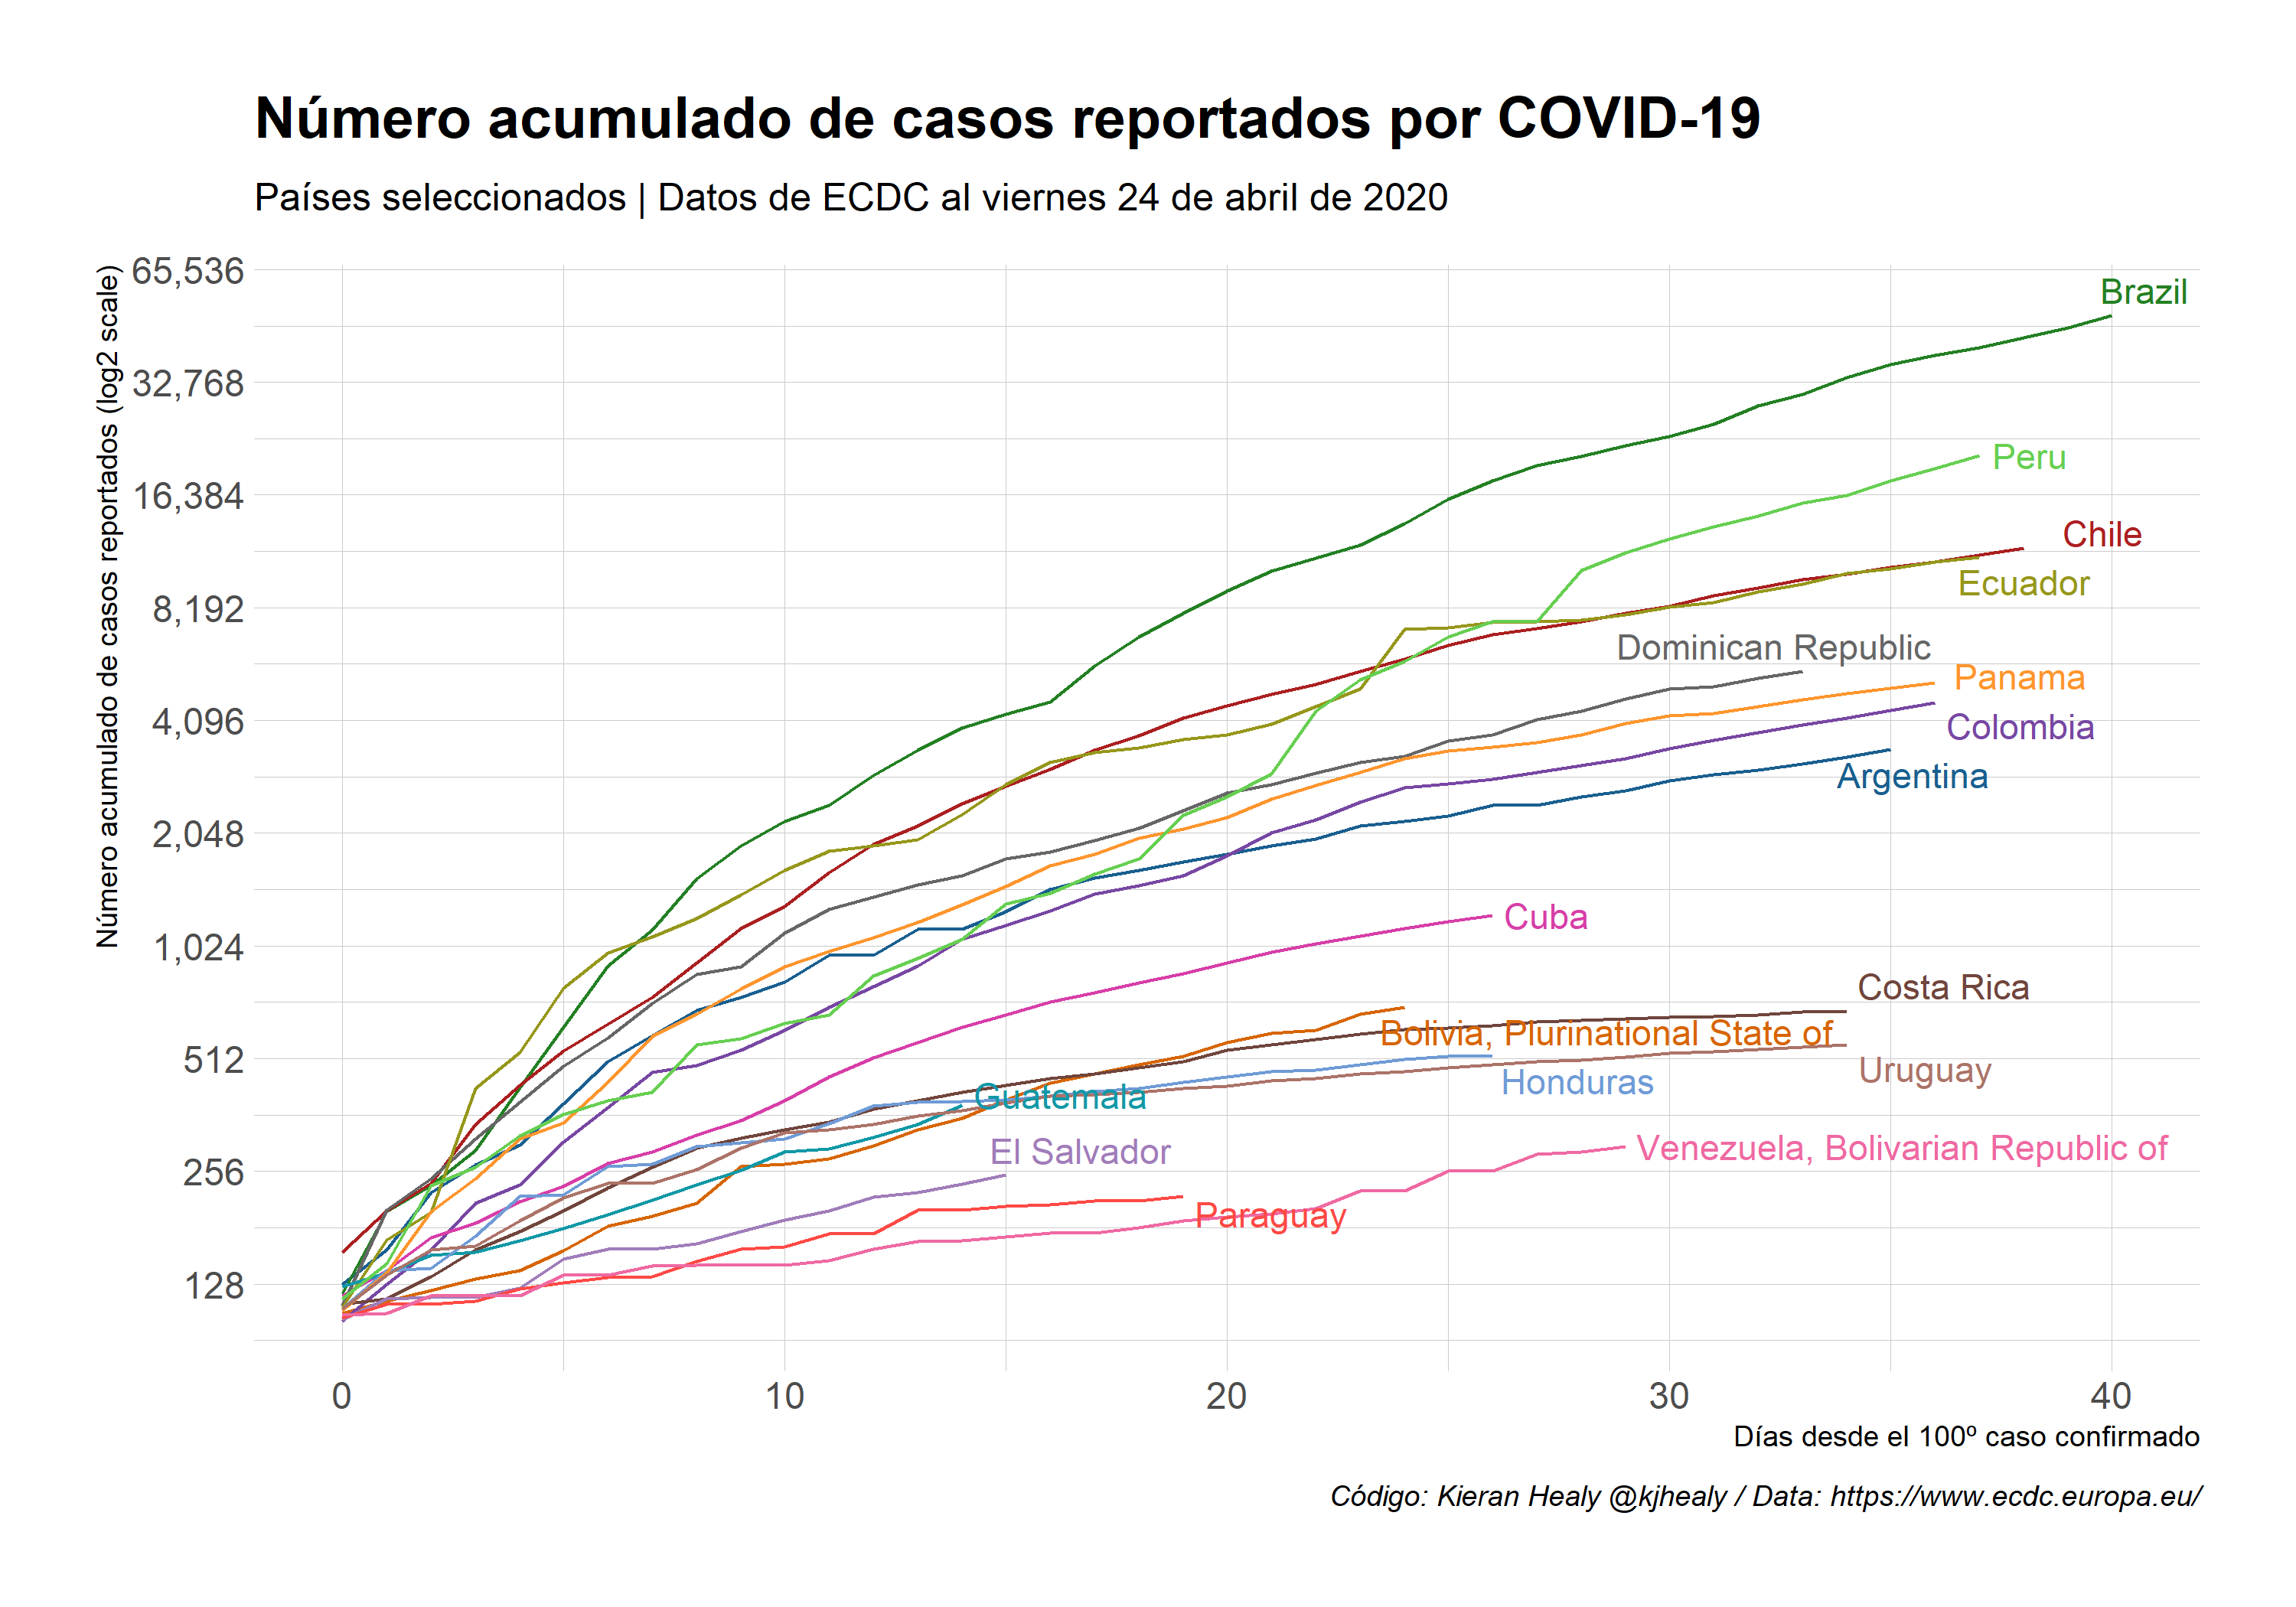 Número acumulado de casos reportados por COVID-19
Países seleccionados | Datos de ECDC al viernes 24 de abril de 2020
Número acumulado de casos reportados (log2 scale)
65,536
32,768
16,384
8,192
4,096
2,048
1,024
512
256
128
Brazil
Peru
Chile
Ecuador
Dominican Republic
Panama
Colombia
Argentina
Cuba
Costa Rica
Bolivia, Plurinational State of
Uruguay
Honduras
Guatemala
El Salvador
Venezuela, Bolivarian Republic of
Paraguay
0 10 20 30 40
Días desde el 100º caso confirmado
Código: Kieran Healy @kjhealy / Data: https://www.ecdc.europa.eu/